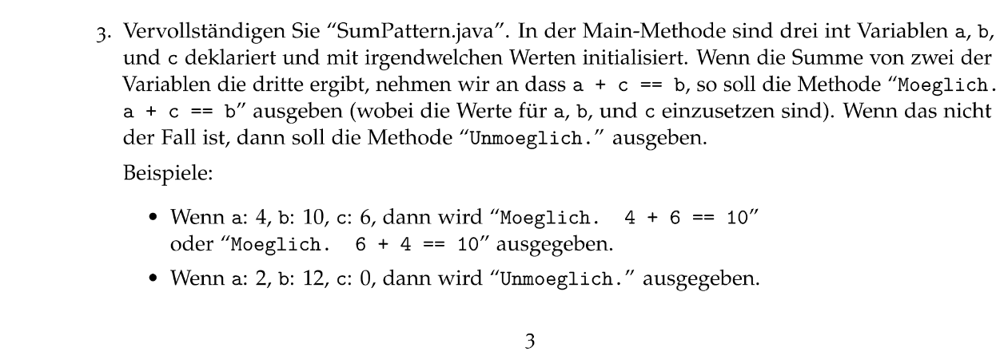 3. Vervollständigen Sie “SumPattern.java”. In der Main-Methode sind drei int Variablen a, b,
und c deklariert und mit irgendwelchen Werten initialisiert. Wenn die Summe von zwei der
Variablen die dritte ergibt, nehmen wir an dass a + c == b, so soll die Methode “Moeglich.
a + c == b” ausgeben (wobei die Werte für a, b, und c einzusetzen sind). Wenn das nicht
der Fall ist, dann soll die Methode “Unmoeglich.” ausgeben.
Beispiele:
• Wenn a: 4, b: 10, c: 6, dann wird “Moeglich. 4 + 6 == 10”
oder “Moeglich. 6 + 4 == 10” ausgegeben.
• Wenn a: 2, b: 12, c: 0, dann wird “Unmoeglich.” ausgegeben.
3